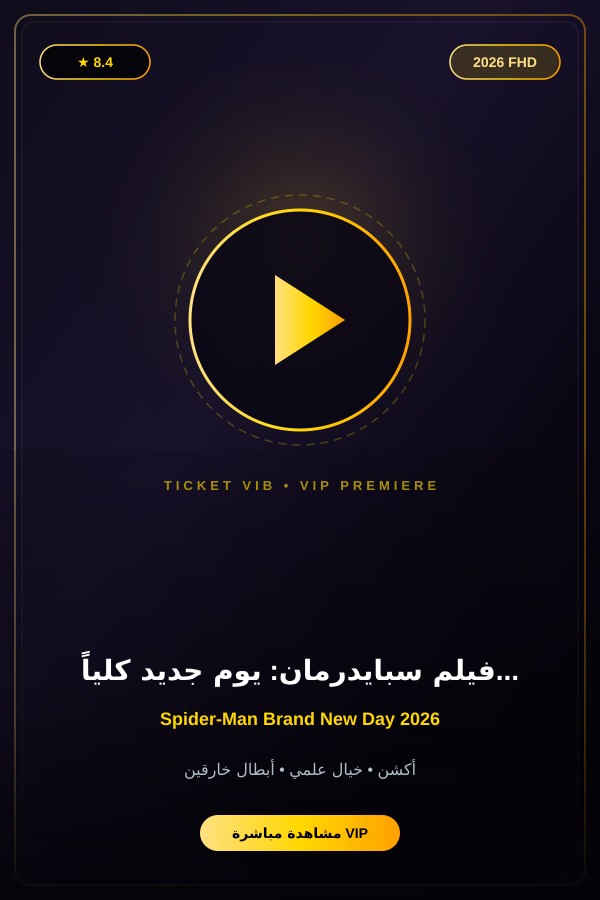 ★ 8.4
2026 FHD
TICKET VIB • VIP PREMIERE
فيلم سبايدرمان: يوم جديد كلياً...
Spider-Man Brand New Day 2026
أكشن • خيال علمي • أبطال خارقين
مشاهدة مباشرة VIP